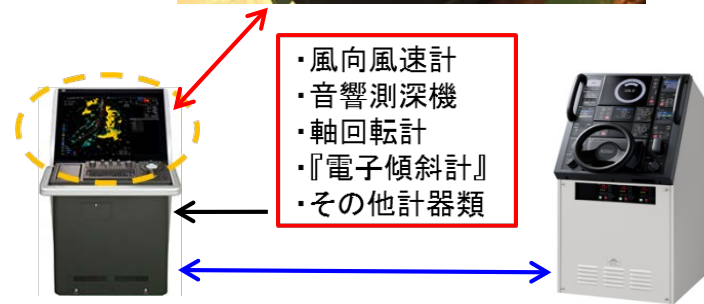 ・風向風速計
・音響測深機
・軸回転計
・『電子傾斜計』
・その他計器類